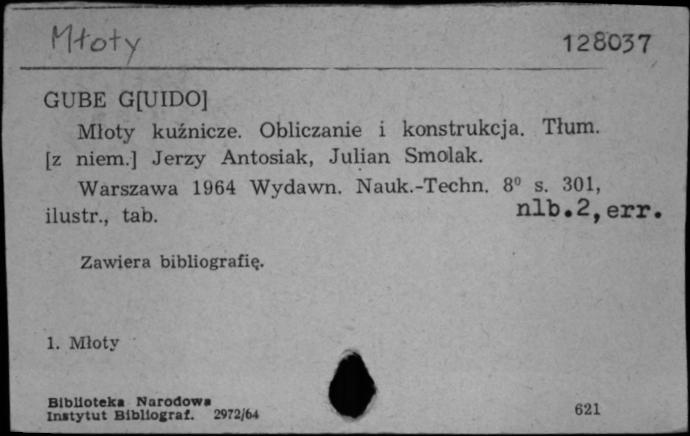 Młoty
128037
GUBE G[UIDO]
Młoty kuźnicze. Obliczanie i konstrukcja. Tłum.
[z niem.] Jerzy Antosiak, Julian Smolak.
Warszawa 1964 Wydawn. Nauk.-Techn. 8⁰ s. 301,
ilustr., tab. nlb.2,err.
Zawiera bibliografię.
1. Młoty
Biblioteka Narodowa
Instytut Bibliograf. 2972/64
621